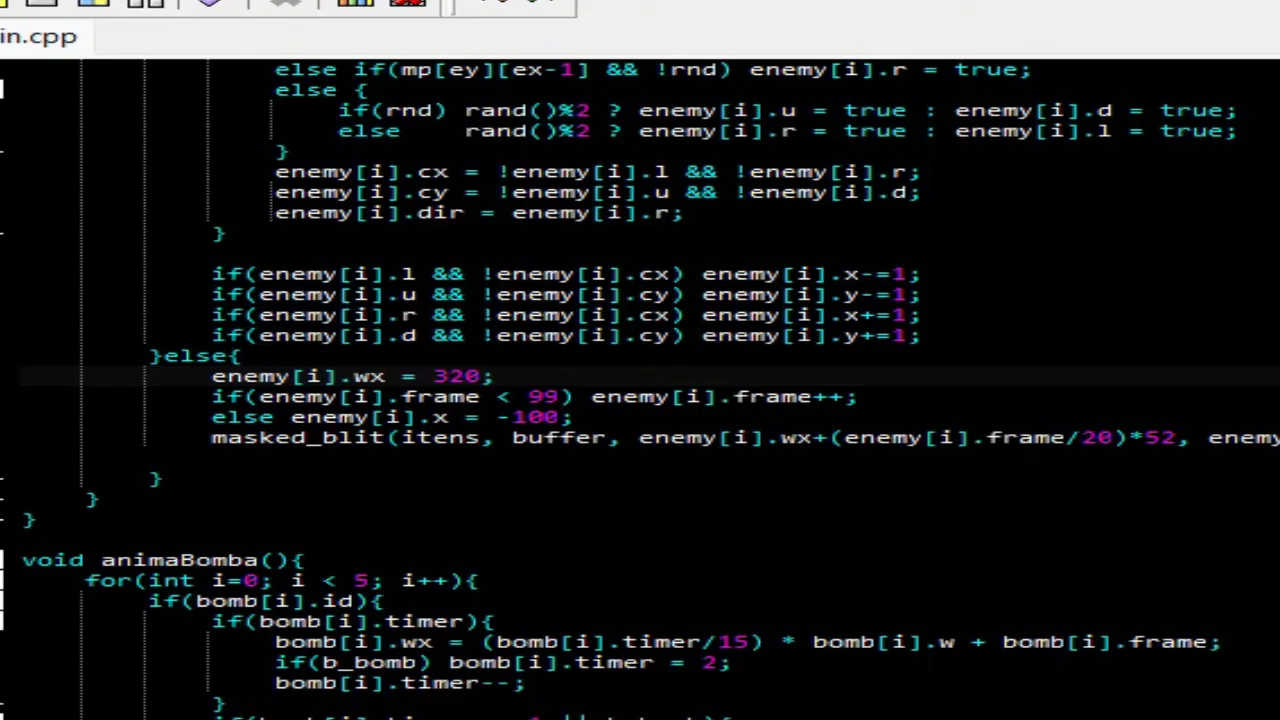 in.cpp
else if(mp[ey][ex-1] && !rnd) enemy[i].r = true;
else {
if(rnd) rand()%2 ? enemy[i].u = true : enemy[i].d = true;
else rand()%2 ? enemy[i].r = true : enemy[i].l = true;
}
enemy[i].cx = !enemy[i].l && !enemy[i].r;
enemy[i].cy = !enemy[i].u && !enemy[i].d;
enemy[i].dir = enemy[i].r;
}
if(enemy[i].l && !enemy[i].cx) enemy[i].x-=1;
if(enemy[i].u && !enemy[i].cy) enemy[i].y-=1;
if(enemy[i].r && !enemy[i].cx) enemy[i].x+=1;
if(enemy[i].d && !enemy[i].cy) enemy[i].y+=1;
}else{
enemy[i].wx = 320;
if(enemy[i].frame < 99) enemy[i].frame++;
else enemy[i].x = -100;
masked_blit(itens, buffer, enemy[i].wx+(enemy[i].frame/20)*52, enemy
}
}
}
void animaBomba(){
for(int i=0; i < 5; i++){
if(bomb[i].id){
if(bomb[i].timer){
bomb[i].wx = (bomb[i].timer/15) * bomb[i].w + bomb[i].frame;
if(b_bomb) bomb[i].timer = 2;
bomb[i].timer--;
}